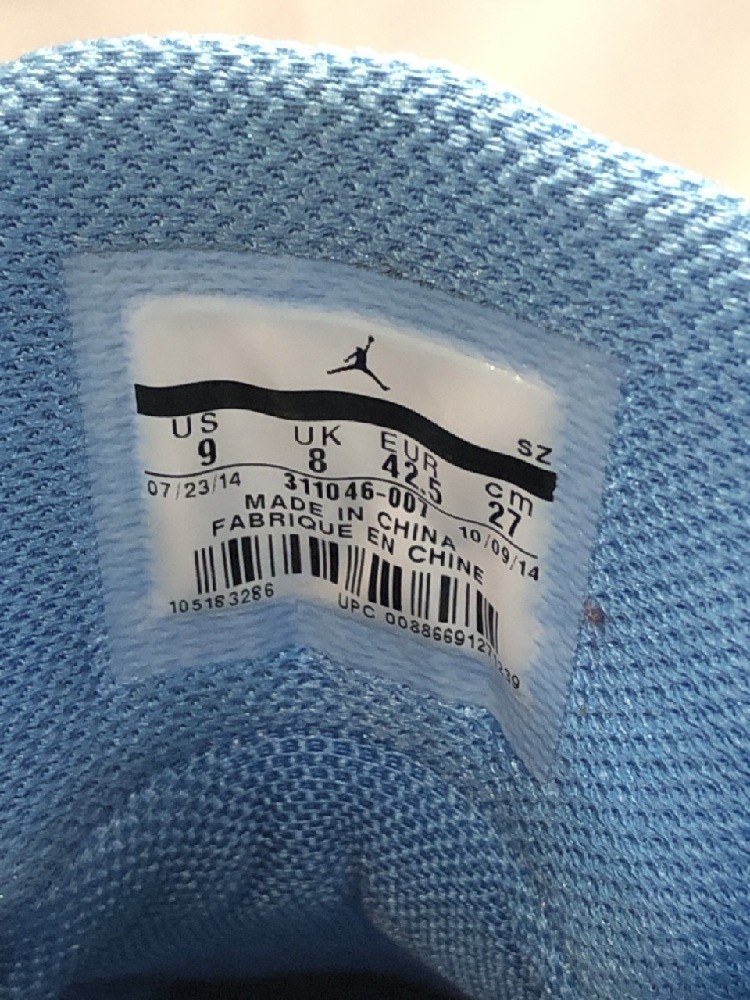 SZ
US UK EUR cm
9 8 42.5 27
07/23/14 311046-007 10/09/14
MADE IN CHINA
FABRIQUE EN CHINE
105183286
UPC